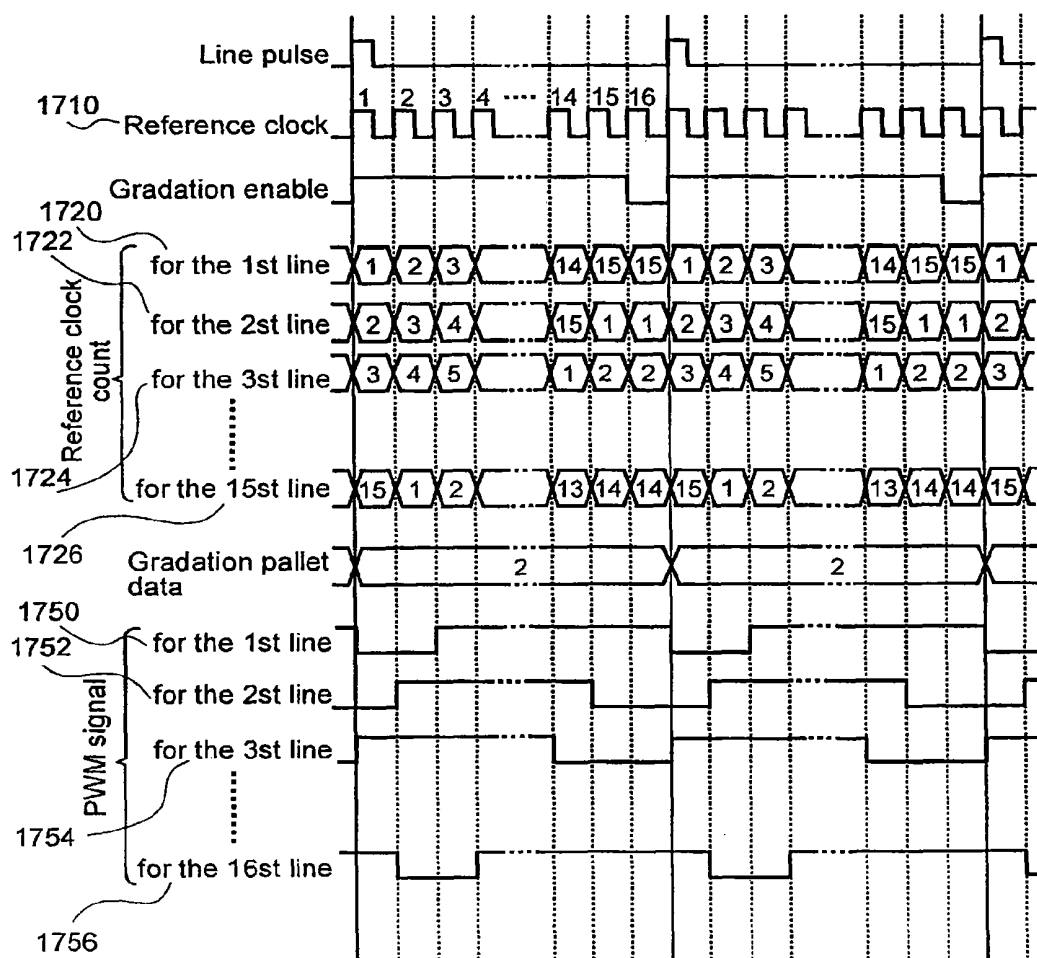 Line pulse
1710
Reference clock
1 2 3 4 ···· 14 15 16
Gradation enable
1720
1722
Reference clock count
for the 1st line
1 2 3 14 15 15 1 2 3 14 15 15 1
for the 2st line
2 3 4 15 1 1 2 3 4 15 1 1 2
for the 3st line
3 4 5 1 2 2 3 4 5 1 2 2 3
1724
for the 15st line
15 1 2 13 14 14 15 1 2 13 14 14 15
1726
Gradation pallet
data
2 2
1750
1752
PWM signal
for the 1st line
for the 2st line
for the 3st line
1754
for the 16st line
1756